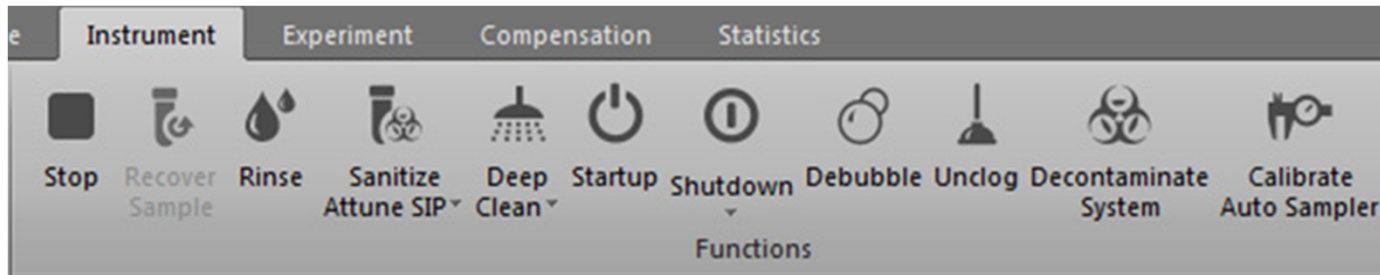 e Instrument Experiment Compensation Statistics
Stop Recover Sample Rinse Sanitize Attune SIP Deep Clean Startup Shutdown Debubble Unclog Decontaminate System Calibrate Auto Sampler
Functions